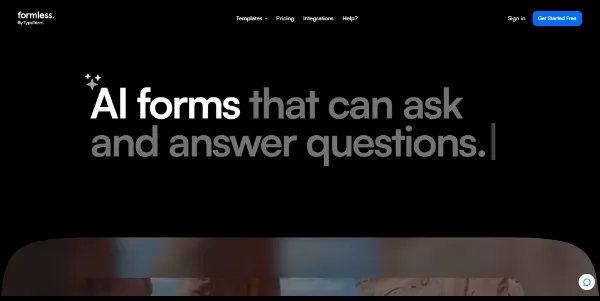 formless.
By Typeform
Templates
Pricing
Integrations
Help?
Sign in
Get Started Free
AI forms that can ask
and answer questions.